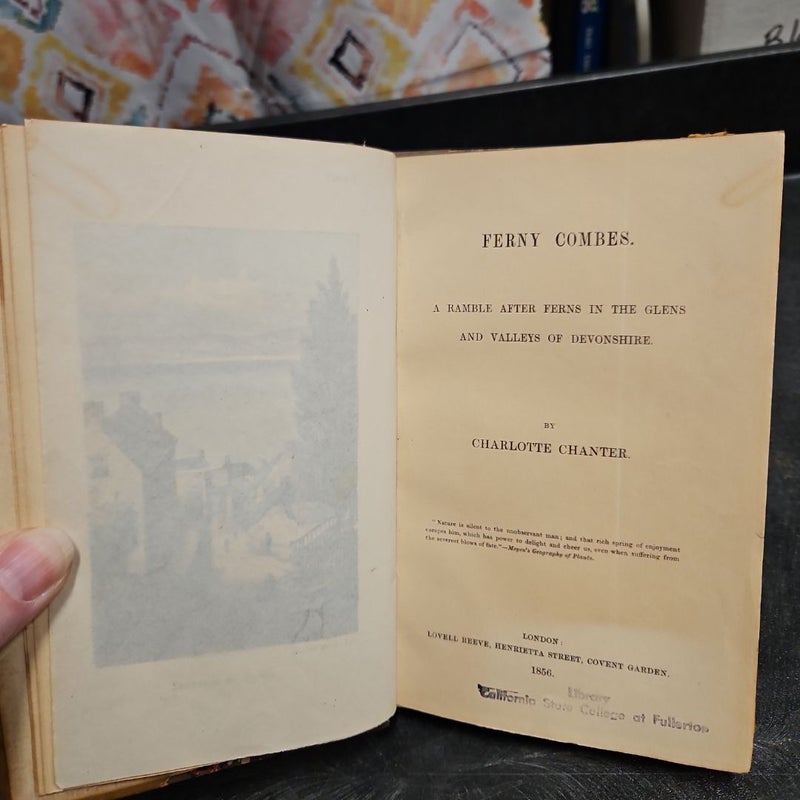 FERNY COMBES.
A RAMBLE AFTER FERNS IN THE GLENS
AND VALLEYS OF DEVONSHIRE.
BY
CHARLOTTE CHANTER.
"Nature is silent to the unobservant man; and that rich spring of enjoyment
escapes him, which has power to delight and cheer us, even when suffering from
the severest blows of fate."—Meyen's Geography of Plants.
LONDON:
LOVELL REEVE, HENRIETTA STREET, COVENT GARDEN.
1856.
Library
California State College at Fullerton